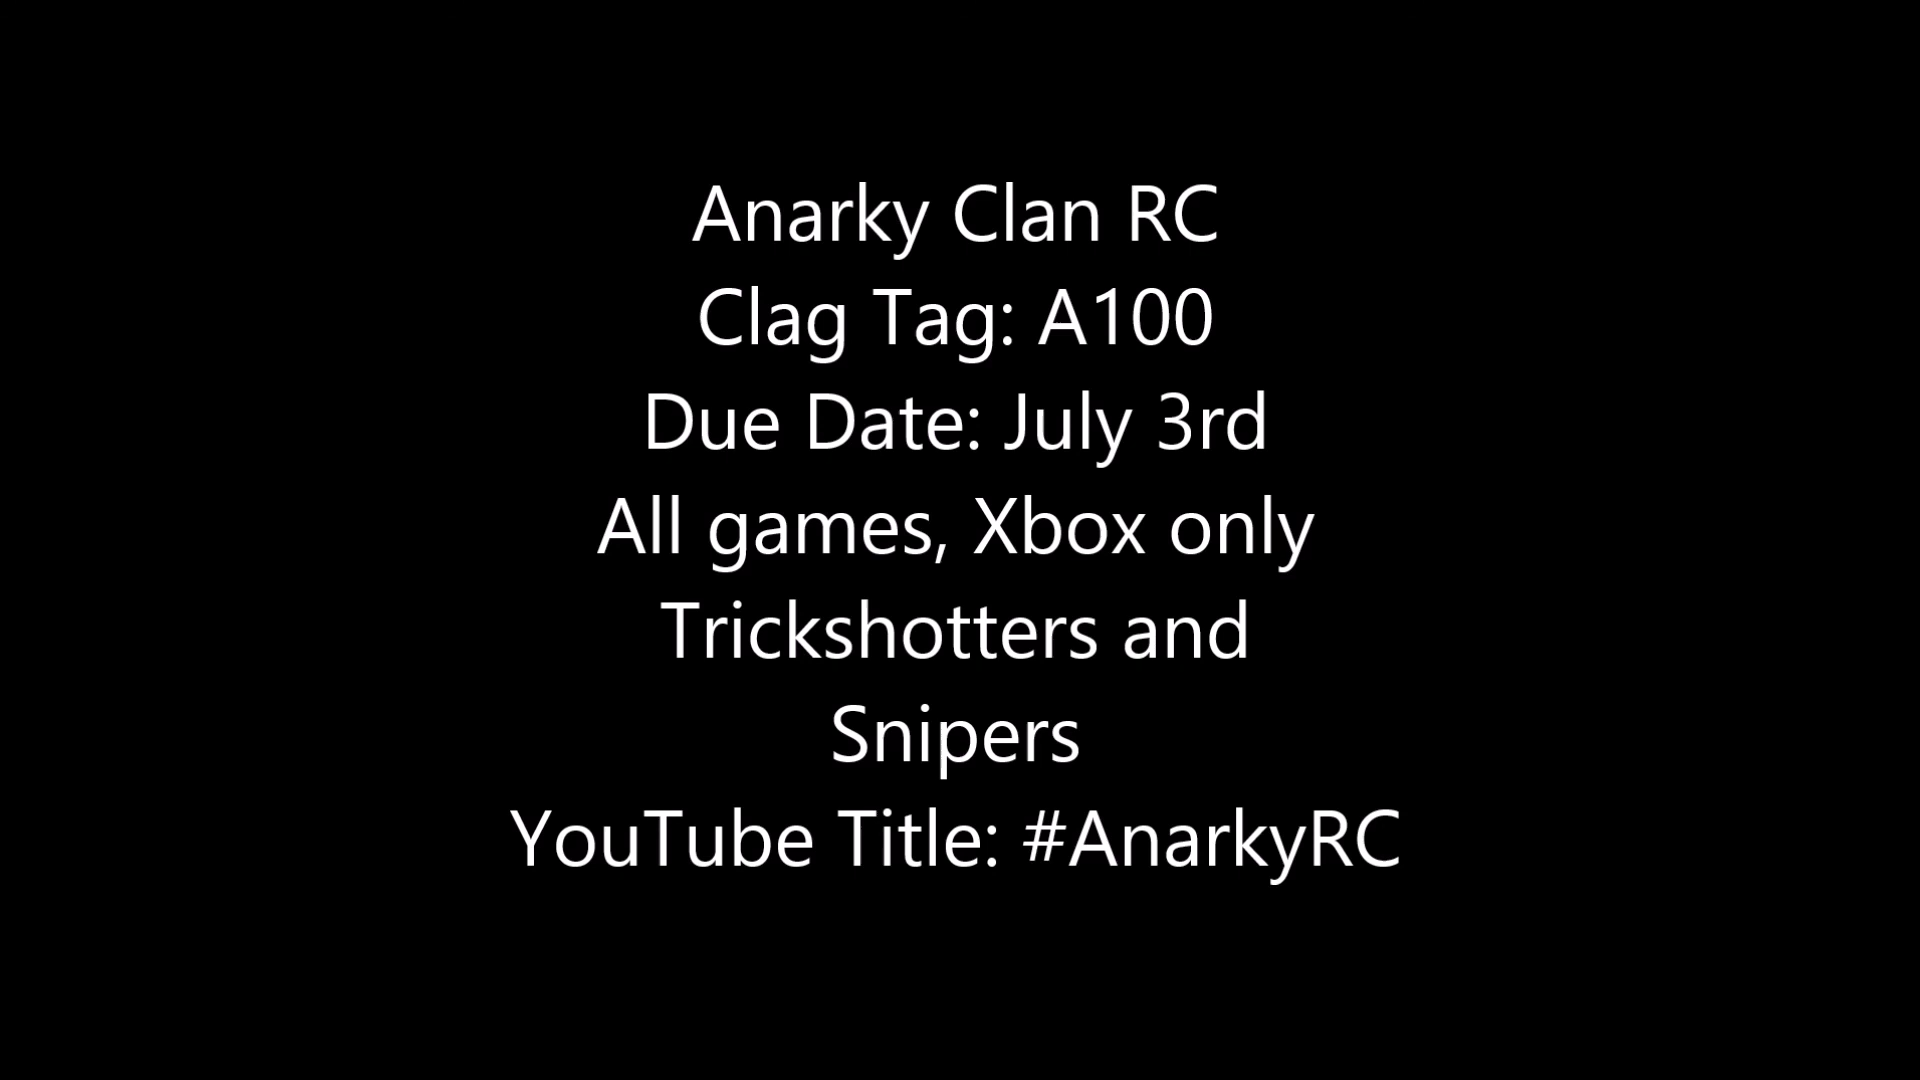 Anarky Clan RC
Clag Tag: A100
Due Date: July 3rd
All games, Xbox only
Trickshotters and
Snipers
YouTube Title: #AnarkyRC